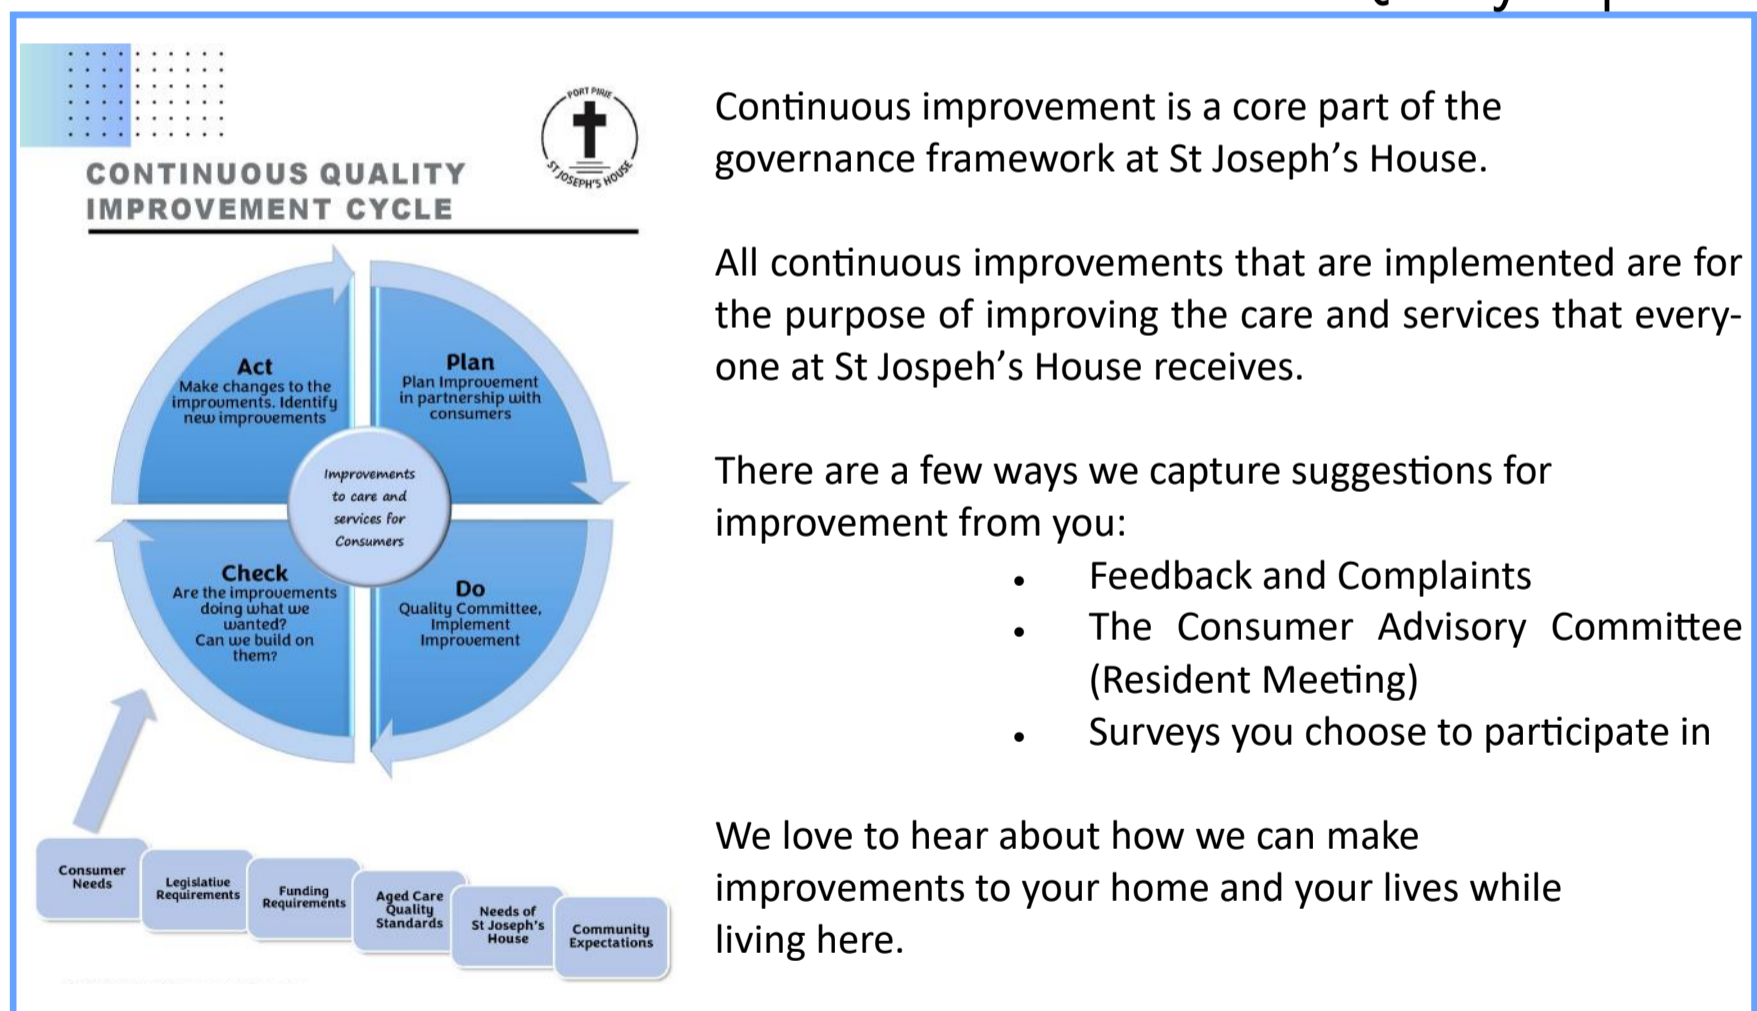 PORT PIRIE
ST JOSEPH'S HOUSE
CONTINUOUS QUALITY
IMPROVEMENT CYCLE
Act
Make changes to the
improuments. Identify
new improvements
Plan
Plan Improvement
in partnership with
consumers
Improvements
to care and
services for
Consumers
Check
Are the improvements
doing what we
wanted?
Can we build on
them?
Do
Quality Committee,
Implement
Improvement
Consumer
Needs
Legislative
Requirements
Funding
Requirements
Aged Care
Quality
Standards
Needs of
St Joseph's
House
Community
Expectations
Continuous improvement is a core part of the
governance framework at St Joseph's House.
All continuous improvements that are implemented are for
the purpose of improving the care and services that every-
one at St Jospeh's House receives.
There are a few ways we capture suggestions for
improvement from you:
• Feedback and Complaints
• The Consumer Advisory Committee
(Resident Meeting)
• Surveys you choose to participate in
We love to hear about how we can make
improvements to your home and your lives while
living here.